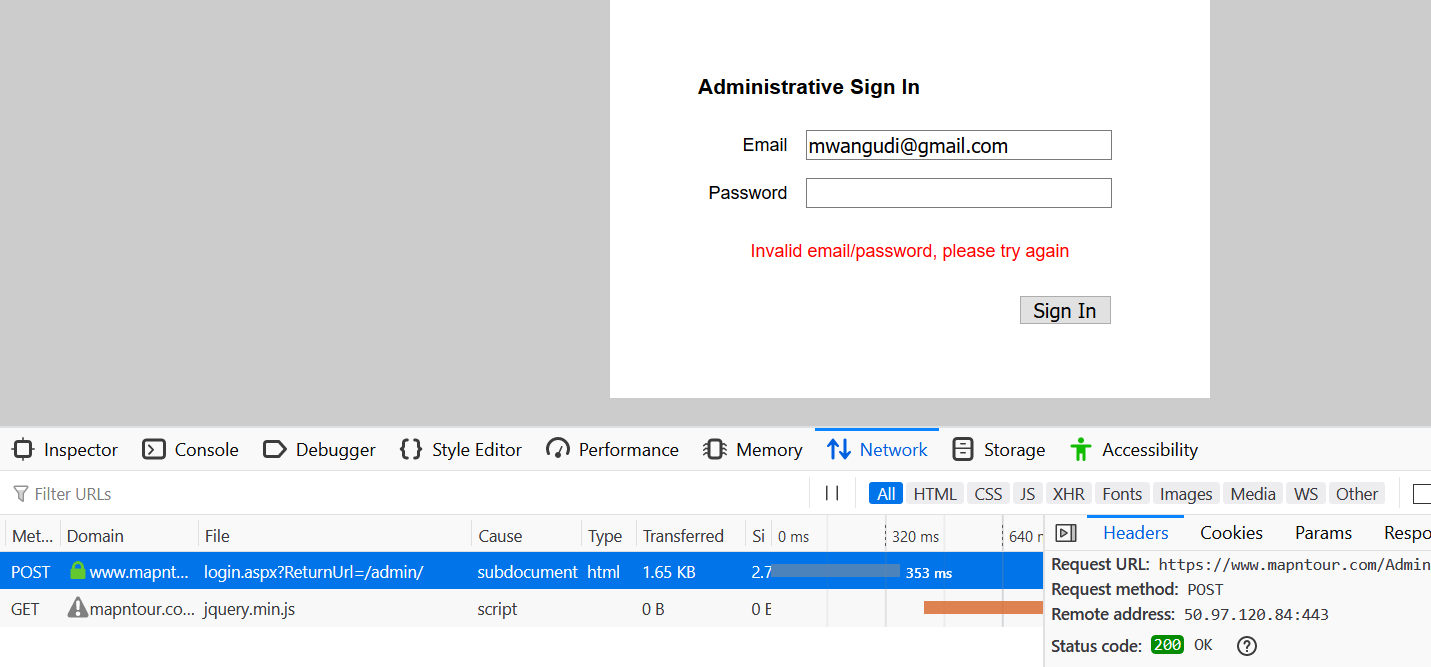 Administrative Sign In
Email mwangudi@gmail.com
Password
Invalid email/password, please try again
Sign In
Inspector Console Debugger Style Editor Performance Memory Network Storage Accessibility
Filter URLs All HTML CSS JS XHR Fonts Images Media WS Other
Met... Domain File Cause Type Transferred Si 0 ms 320 ms 640 Headers Cookies Params Respo
POST www.mapnt... login.aspx?ReturnUrl=/admin/ subdocument html 1.65 KB 2.7 353 ms
GET mapntour.co... jquery.min.js script 0 B 0 B
Request URL: https://www.mapntour.com/Admin
Request method: POST
Remote address: 50.97.120.84:443
Status code: 200 OK